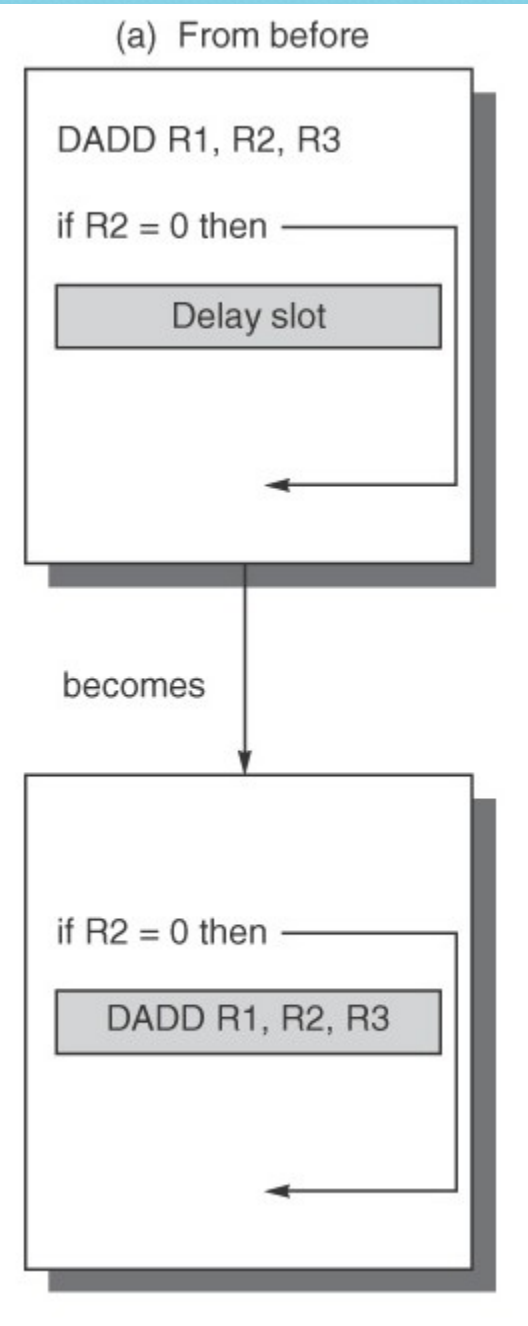 (a) From before
DADD R1, R2, R3
if R2 = 0 then
Delay slot
becomes
if R2 = 0 then
DADD R1, R2, R3